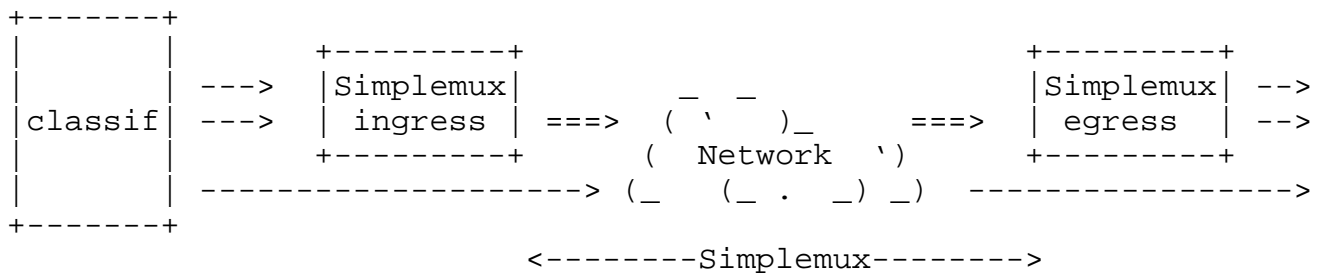 +-------+
|       |      +---------+                          +---------+
|       | ---> |Simplemux|          _  _            |Simplemux| -->
|classif| ---> | ingress | ===>   ( `    )_    ===> | egress  | -->
|       |      +---------+       (  Network  `)     +---------+
|       | --------------------> (_   (_ .  _) _)  ----------------->
+-------+
<--------Simplemux-------->